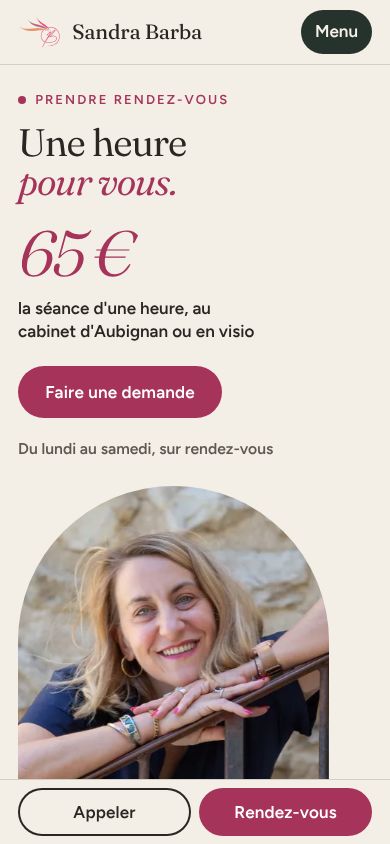 Sandra Barba
Menu
PRENDRE RENDEZ-VOUS
Une heure
pour vous.
65 €
la séance d'une heure, au
cabinet d'Aubignan ou en visio
Faire une demande
Du lundi au samedi, sur rendez-vous
Appeler
Rendez-vous